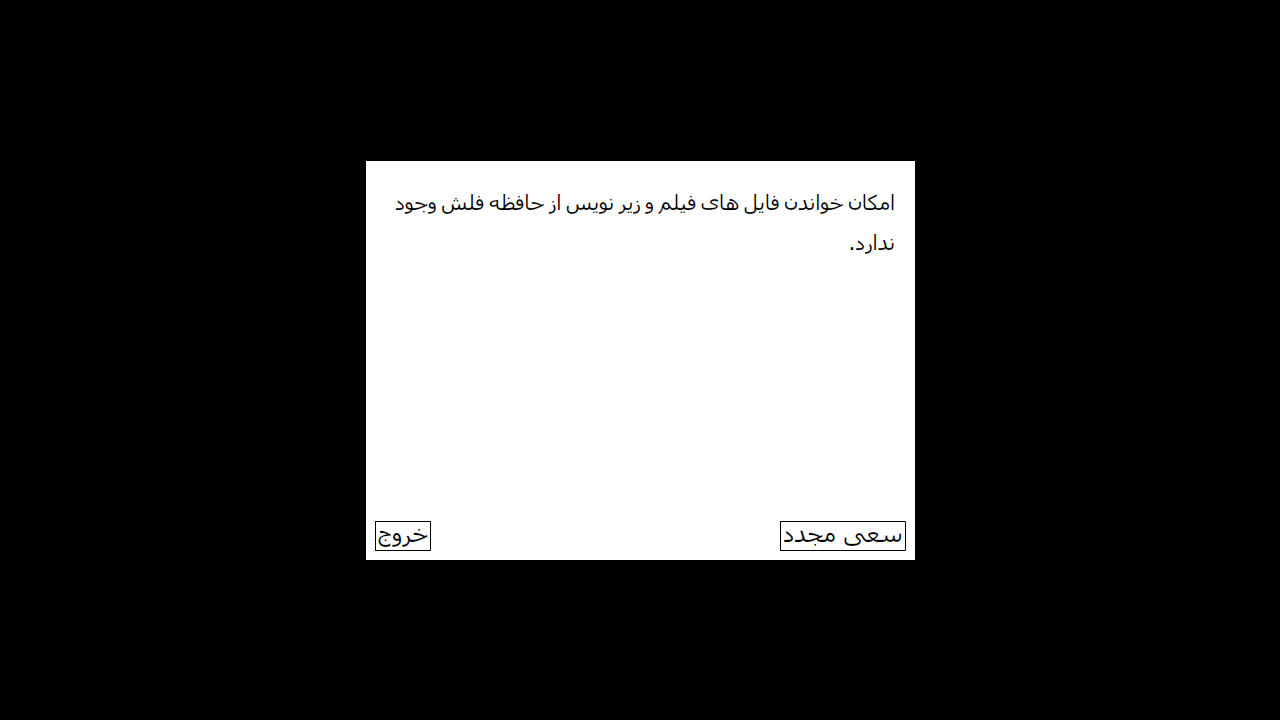 امکان خواندن فایل های فیلم و زیر نویس از حافظه فلش وجود
ندارد.
سعی مجدد
خروج